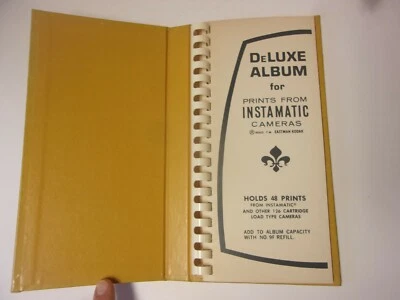 DELUXE
ALBUM
for
PRINTS FROM
INSTAMATIC
CAMERAS
EASTMAN KODAK
HOLDS 48 PRINTS
FROM INSTAMATIC®
AND OTHER 126 CARTRIDGE
LOAD TYPE CAMERAS
ADD TO ALBUM CAPACITY
WITH NO. 9F REFILL.